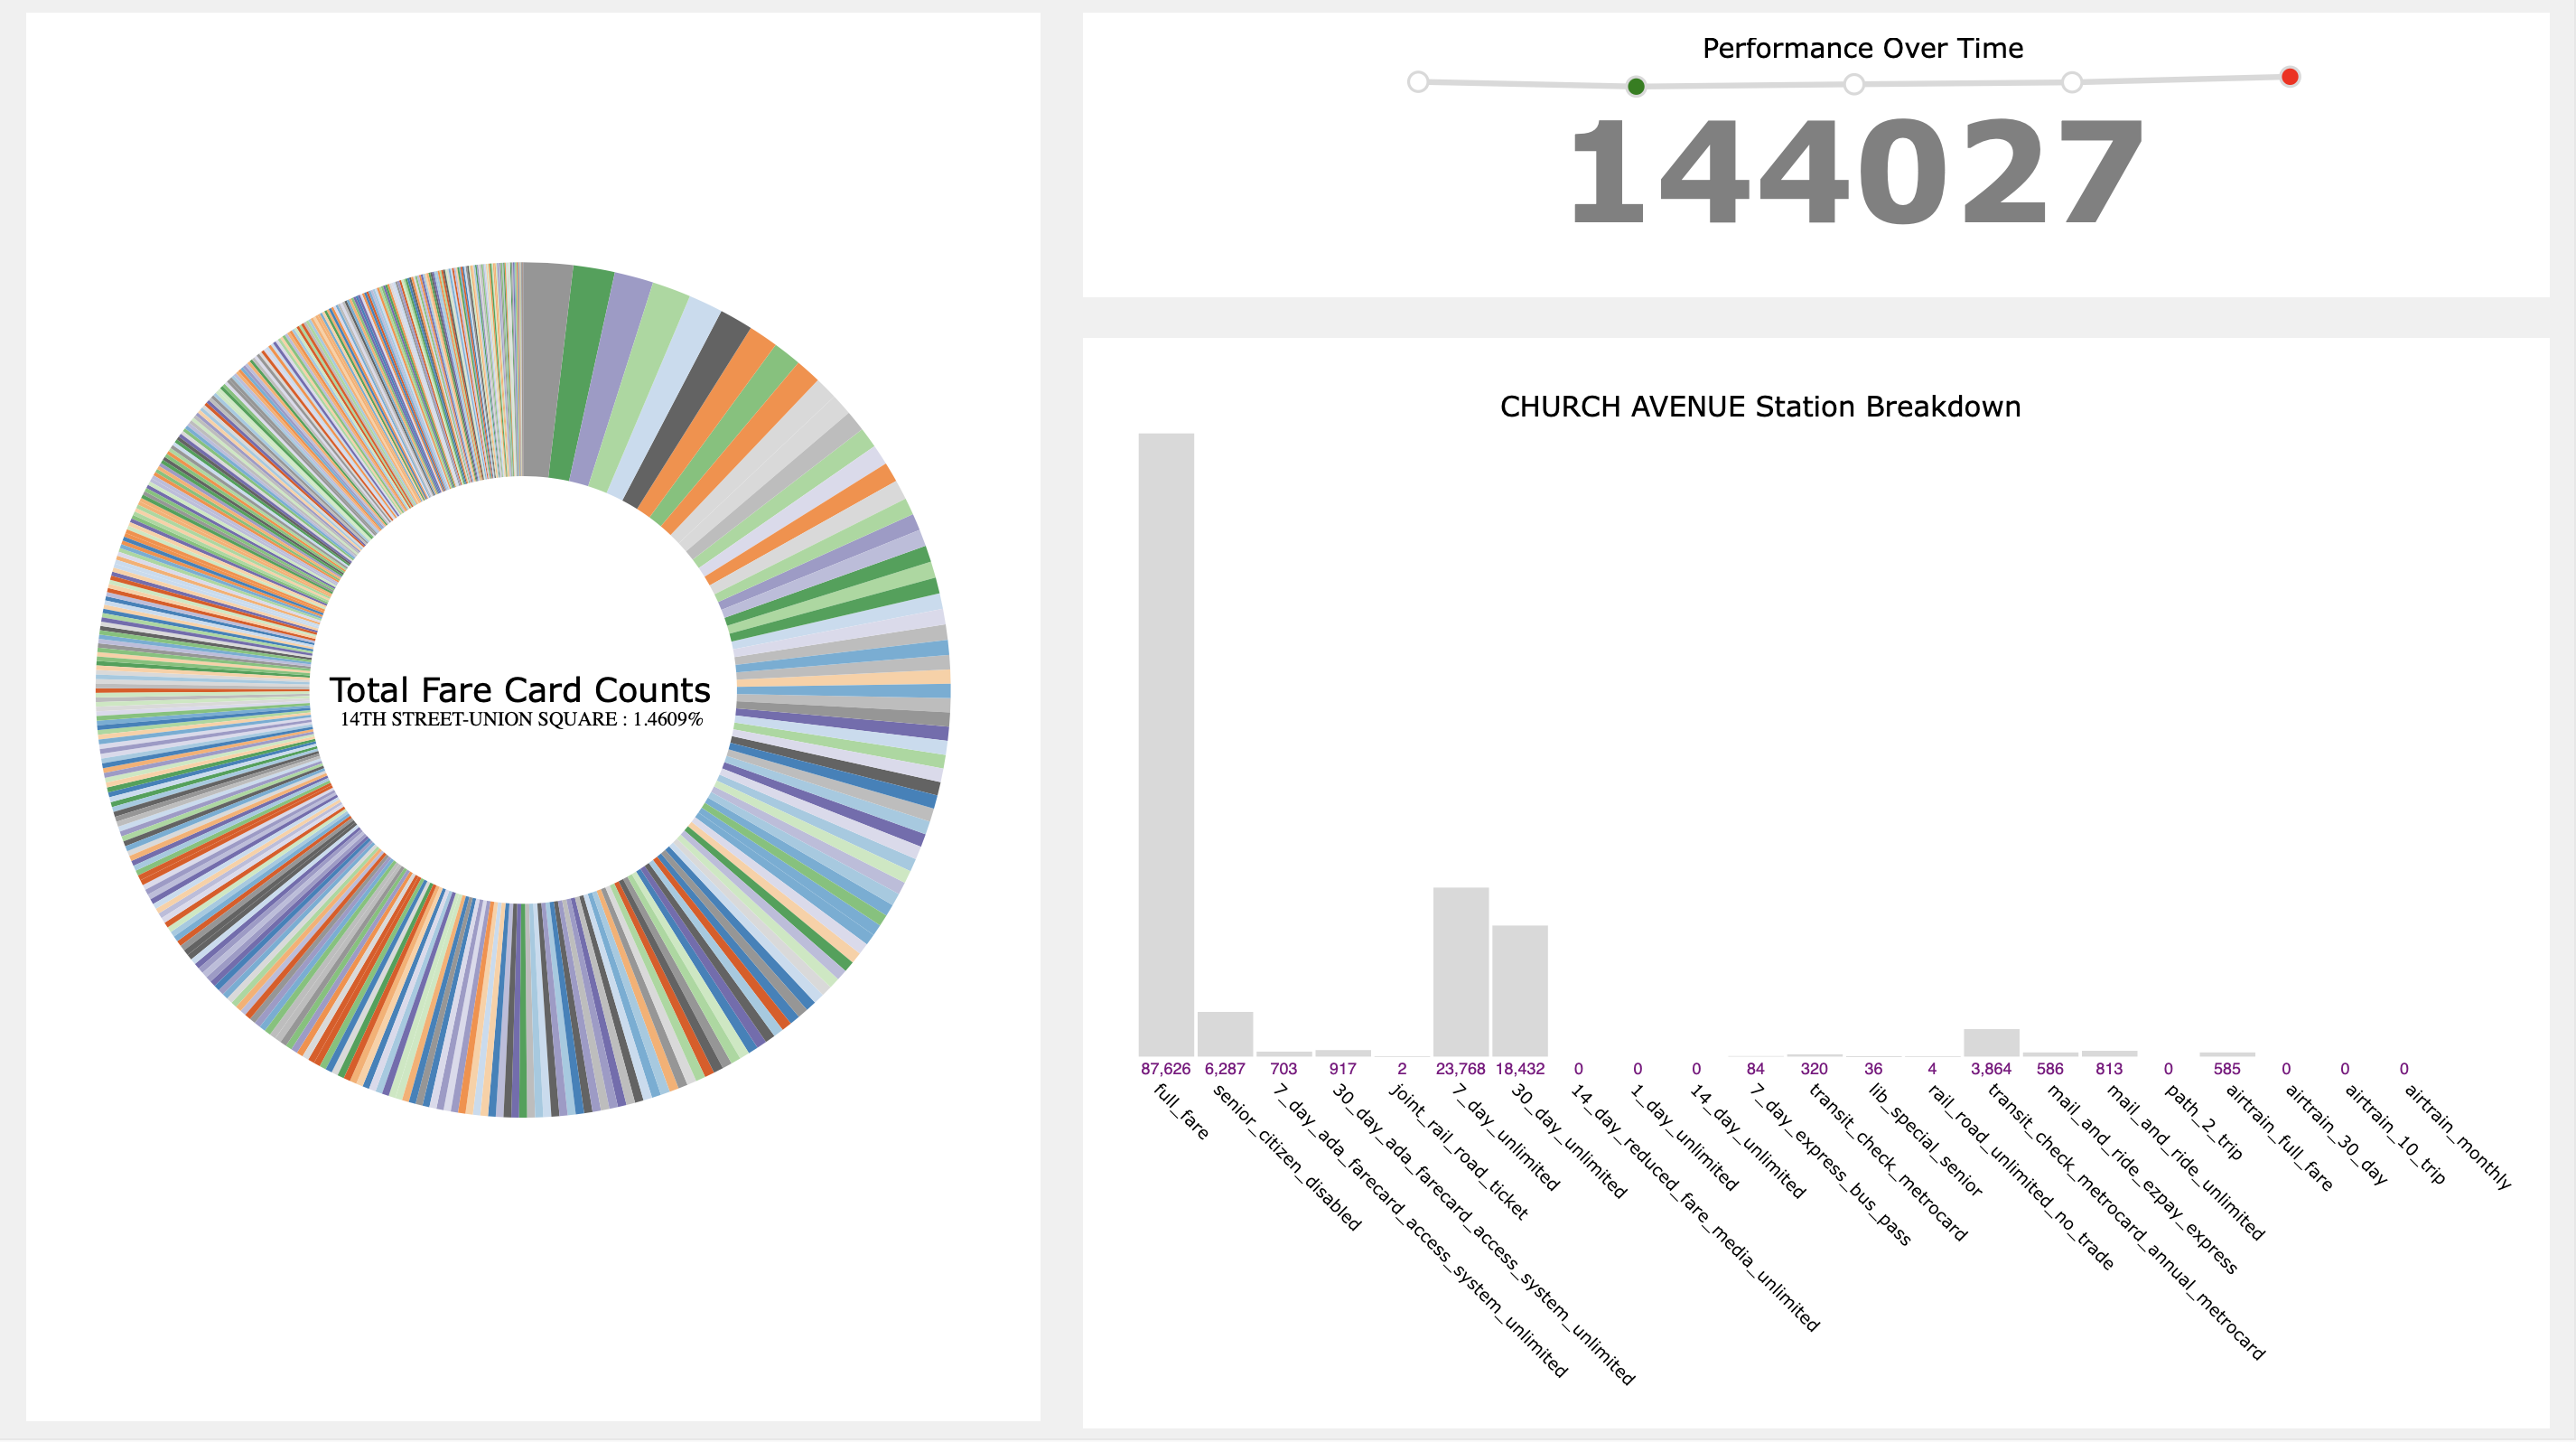 Total Fare Card Counts
14TH STREET-UNION SQUARE : 1.4609%
Performance Over Time
144027
CHURCH AVENUE Station Breakdown
87,626 6,287 703 917 2 23,768 18,432 0 0 0 84 320 36 4 3,864 586 813 0 585 0 0 0
full_fare
senior_citizen_disabled
7_day_ada_farecard_access_system_unlimited
30_day_ada_farecard_access_system_unlimited
joint_rail_road_ticket
7_day_unlimited
30_day_unlimited
14_day_reduced_fare_media_unlimited
1_day_unlimited
14_day_unlimited
7_day_express_bus_pass
transit_check_metrocard
lib_special_senior
rail_road_unlimited_no_trade
transit_check_metrocard_annual_metrocard
mail_and_ride_ezpay_express
mail_and_ride_unlimited
path_2_trip
airtrain_full_fare
airtrain_30_day
airtrain_10_trip
airtrain_monthly